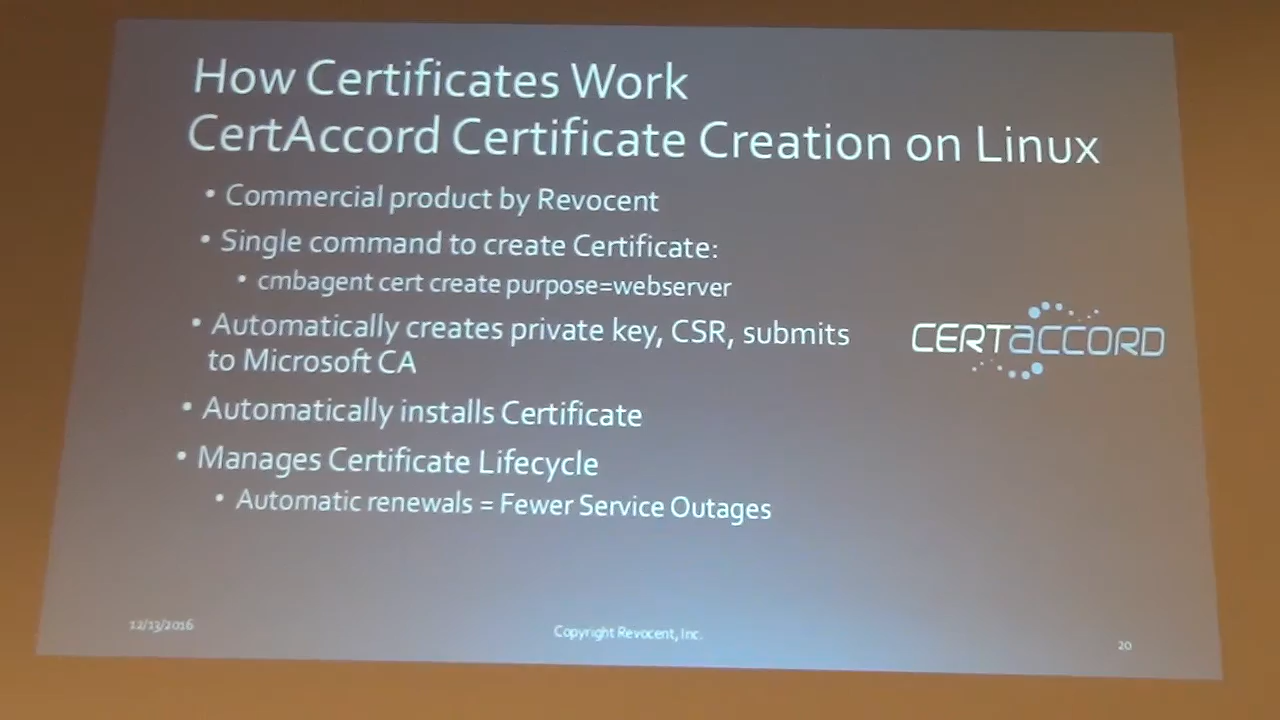 How Certificates Work
CertAccord Certificate Creation on Linux
• Commercial product by Revocent
• Single command to create Certificate:
• cmbagent cert create purpose=webserver
• Automatically creates private key, CSR, submits
to Microsoft CA
CERTACCORD
• Automatically installs Certificate
• Manages Certificate Lifecycle
• Automatic renewals = Fewer Service Outages
12/13/2016
Copyright Revocent, Inc.
20